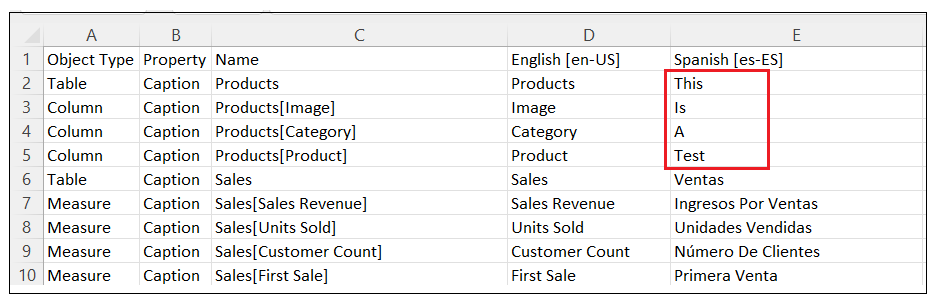 A B C D E
1 Object Type Property Name English [en-US] Spanish [es-ES]
2 Table Caption Products Products This
3 Column Caption Products[Image] Image Is
4 Column Caption Products[Category] Category A
5 Column Caption Products[Product] Product Test
6 Table Caption Sales Sales Ventas
7 Measure Caption Sales[Sales Revenue] Sales Revenue Ingresos Por Ventas
8 Measure Caption Sales[Units Sold] Units Sold Unidades Vendidas
9 Measure Caption Sales[Customer Count] Customer Count Número De Clientes
10 Measure Caption Sales[First Sale] First Sale Primera Venta